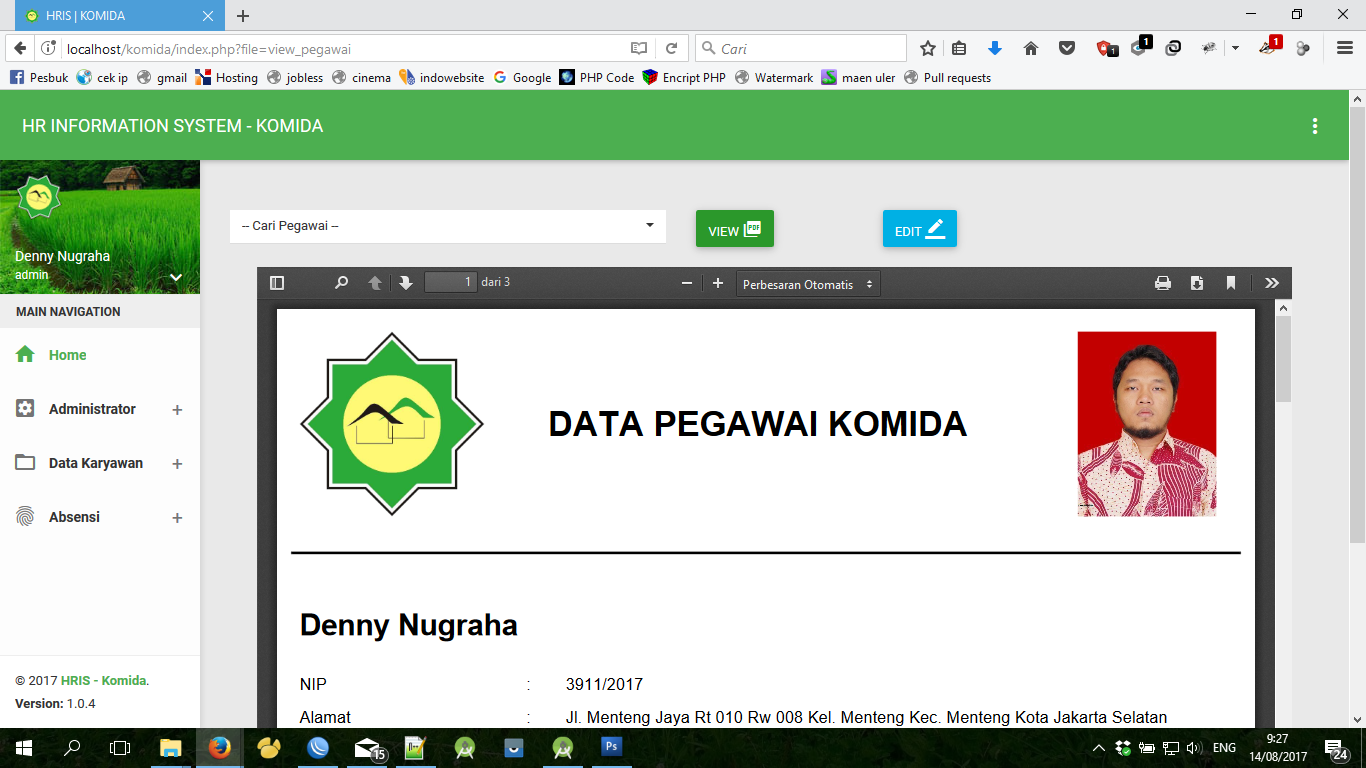 HRIS | KOMIDA
localhost/komida/index.php?file=view_pegawai
Cari
1
1
Pesbuk
cek ip
gmail
Hosting
jobless
cinema
indowebsite
Google
PHP Code
Encript PHP
Watermark
maen uler
Pull requests
HR INFORMATION SYSTEM - KOMIDA
Denny Nugraha
admin
-- Cari Pegawai --
VIEW PDF
EDIT
MAIN NAVIGATION
1 dari 3
Perbesaran Otomatis
Home
Administrator
Data Karyawan
Absensi
DATA PEGAWAI KOMIDA
Denny Nugraha
NIP : 3911/2017
Alamat : Jl. Menteng Jaya Rt 010 Rw 008 Kel. Menteng Kec. Menteng Kota Jakarta Selatan
© 2017 HRIS - Komida.
Version: 1.0.4
15
Ps
ENG
9:27
14/08/2017
24